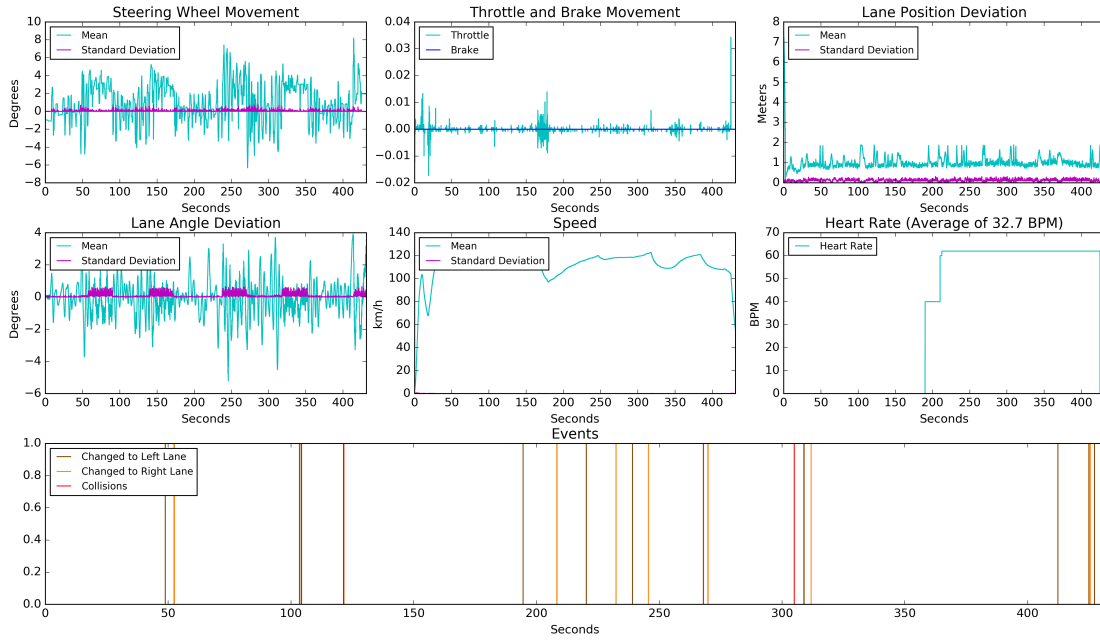 Steering Wheel Movement
Degrees
8
6
4
2
0
−2
−4
−6
−8
Mean
Standard Deviation
0 50 100 150 200 250 300 350 400
Seconds
Throttle and Brake Movement
0.04
0.03
0.02
0.01
0.00
−0.01
−0.02
Throttle
Brake
0 50 100 150 200 250 300 350 400
Seconds
Lane Position Deviation
Meters
8
7
6
5
4
3
2
1
0
Mean
Standard Deviation
0 50 100 150 200 250 300 350 400
Seconds
Lane Angle Deviation
Degrees
4
2
0
−2
−4
−6
Mean
Standard Deviation
0 50 100 150 200 250 300 350 400
Seconds
Speed
km/h
140
120
100
80
60
40
20
0
Mean
Standard Deviation
0 50 100 150 200 250 300 350 400
Seconds
Heart Rate (Average of 32.7 BPM)
BPM
70
60
50
40
30
20
10
0
Heart Rate
0 50 100 150 200 250 300 350 400
Seconds
Events
1.0
0.8
0.6
0.4
0.2
0.0
Changed to Left Lane
Changed to Right Lane
Collisions
0 50 100 150 200 250 300 350 400
Seconds